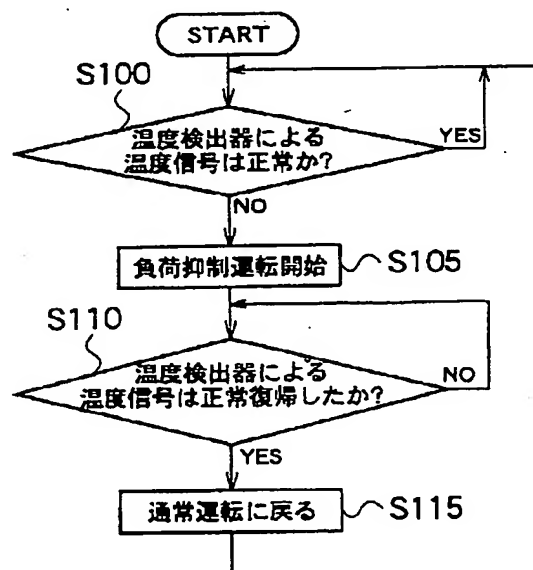 START
S100
温度検出器による
温度信号は正常か?
YES
NO
負荷抑制運転開始
S105
S110
温度検出器による
温度信号は正常復帰したか?
NO
YES
通常運転に戻る
S115